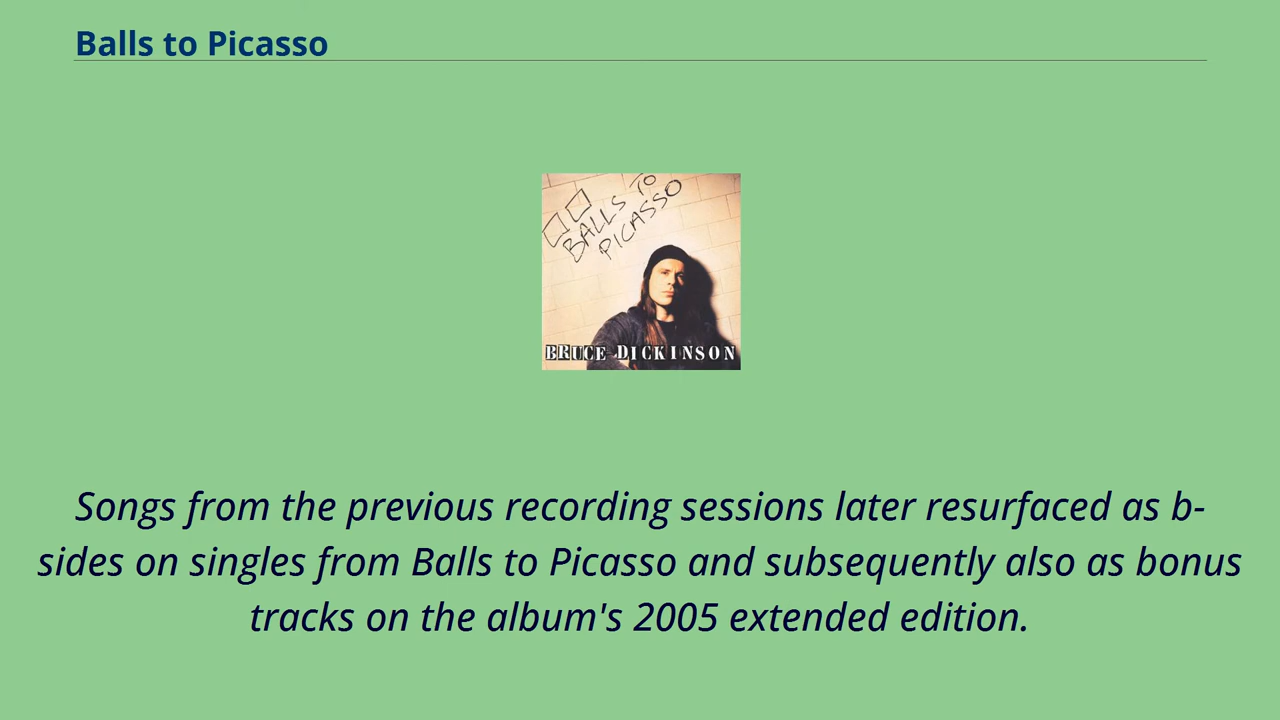 Balls to Picasso
BALLS TO
PICASSO
BRUCE DICKINSON
Songs from the previous recording sessions later resurfaced as b-
sides on singles from Balls to Picasso and subsequently also as bonus
tracks on the album's 2005 extended edition.